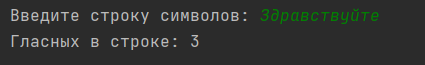 Введите строку символов: Здравствуйте
Гласных в строке: 3